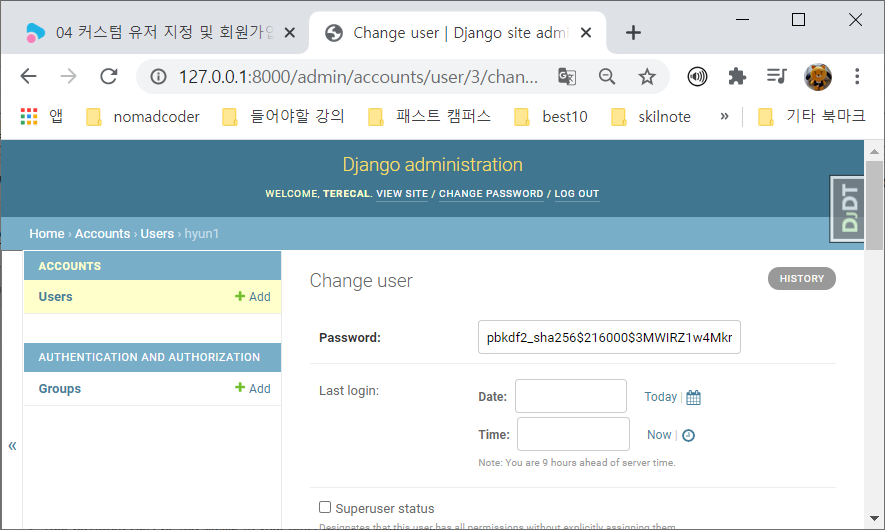 04 커스텀 유저 지정 및 회원가입
Change user | Django site admi
127.0.0.1:8000/admin/accounts/user/3/chan...
앱 nomadcoder 들어야할 강의 패스트 캠퍼스 best10 skilnote » 기타 북마크
Django administration
WELCOME, TERECAL. VIEW SITE / CHANGE PASSWORD / LOG OUT
DJDT
Home › Accounts › Users › hyun1
ACCOUNTS
Users + Add
AUTHENTICATION AND AUTHORIZATION
Groups + Add
«
Change user
HISTORY
Password: pbkdf2_sha256$216000$3MWIRZ1w4Mkr
Last login:
Date: Today |
Time: Now |
Note: You are 9 hours ahead of server time.
Superuser status
Designates that this user has all permissions without explicitly assigning them.